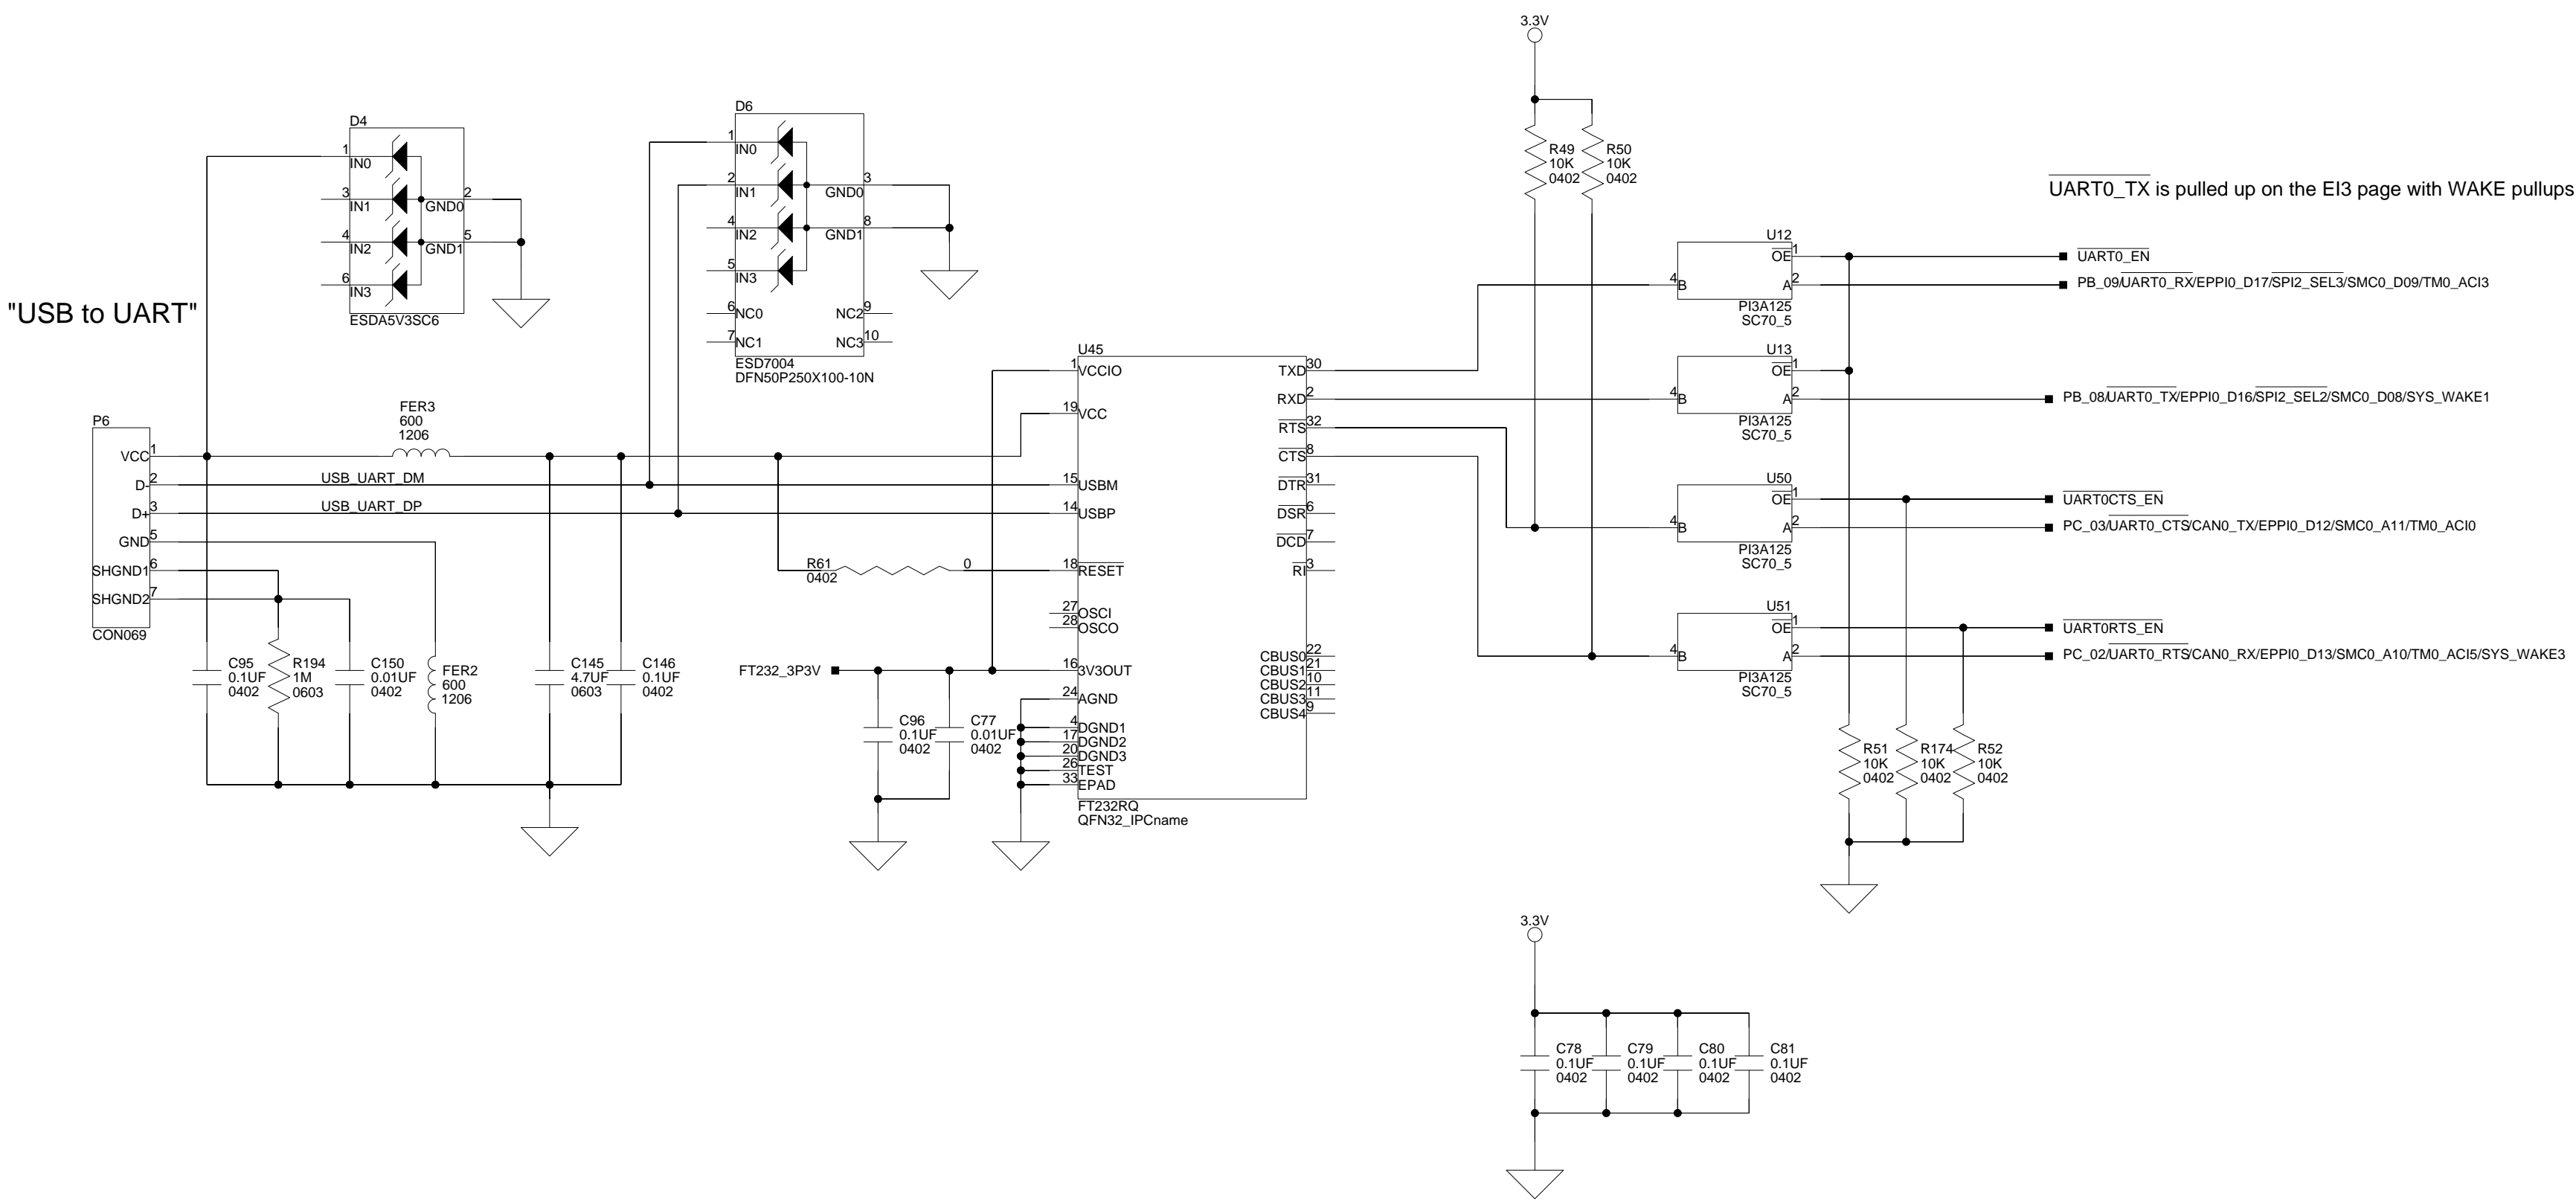 "USB to UART"
P6
VCC 1
D- 2
D+ 3
GND 5
SHGND1 6
SHGND2 7
CON069
D4
1 IN0
3 IN1
4 IN2
6 IN3
GND0 2
GND1 5
ESDA5V3SC6
D6
1 IN0
2 IN1
4 IN2
5 IN3
6 NC0
7 NC1
GND0 3
GND1 8
NC2 9
NC3 10
ESD7004
DFN50P250X100-10N
FER3
600
1206
USB_UART_DM
USB_UART_DP
R61
0402
0
C95
0.1UF
0402
R194
1M
0603
C150
0.01UF
0402
FER2
600
1206
C145
4.7UF
0603
C146
0.1UF
0402
FT232_3P3V
C96
0.1UF
0402
C77
0.01UF
0402
U45
1 VCCIO
19 VCC
15 USBM
14 USBP
18 RESET
27 OSCI
28 OSCO
16 3V3OUT
24 AGND
4 DGND1
17 DGND2
20 DGND3
26 TEST
33 EPAD
TXD 30
RXD 2
RTS 32
CTS 8
DTR 31
DSR 6
DCD 7
RI 3
CBUS0 22
CBUS1 21
CBUS2 10
CBUS3 11
CBUS4 9
FT232RQ
QFN32_IPCname
3.3V
R49
10K
0402
R50
10K
0402
UART0_TX is pulled up on the EI3 page with WAKE pullups
U12
OE 1
4 B
A 2
PI3A125
SC70_5
UART0_EN
PB_09/UART0_RX/EPPI0_D17/SPI2_SEL3/SMC0_D09/TM0_ACI3
U13
OE 1
4 B
A 2
PI3A125
SC70_5
PB_08/UART0_TX/EPPI0_D16/SPI2_SEL2/SMC0_D08/SYS_WAKE1
U50
OE 1
4 B
A 2
PI3A125
SC70_5
UART0CTS_EN
PC_03/UART0_CTS/CAN0_TX/EPPI0_D12/SMC0_A11/TM0_ACI0
U51
OE 1
4 B
A 2
PI3A125
SC70_5
UART0RTS_EN
PC_02/UART0_RTS/CAN0_RX/EPPI0_D13/SMC0_A10/TM0_ACI5/SYS_WAKE3
R51
10K
0402
R174
10K
0402
R52
10K
0402
3.3V
C78
0.1UF
0402
C79
0.1UF
0402
C80
0.1UF
0402
C81
0.1UF
0402